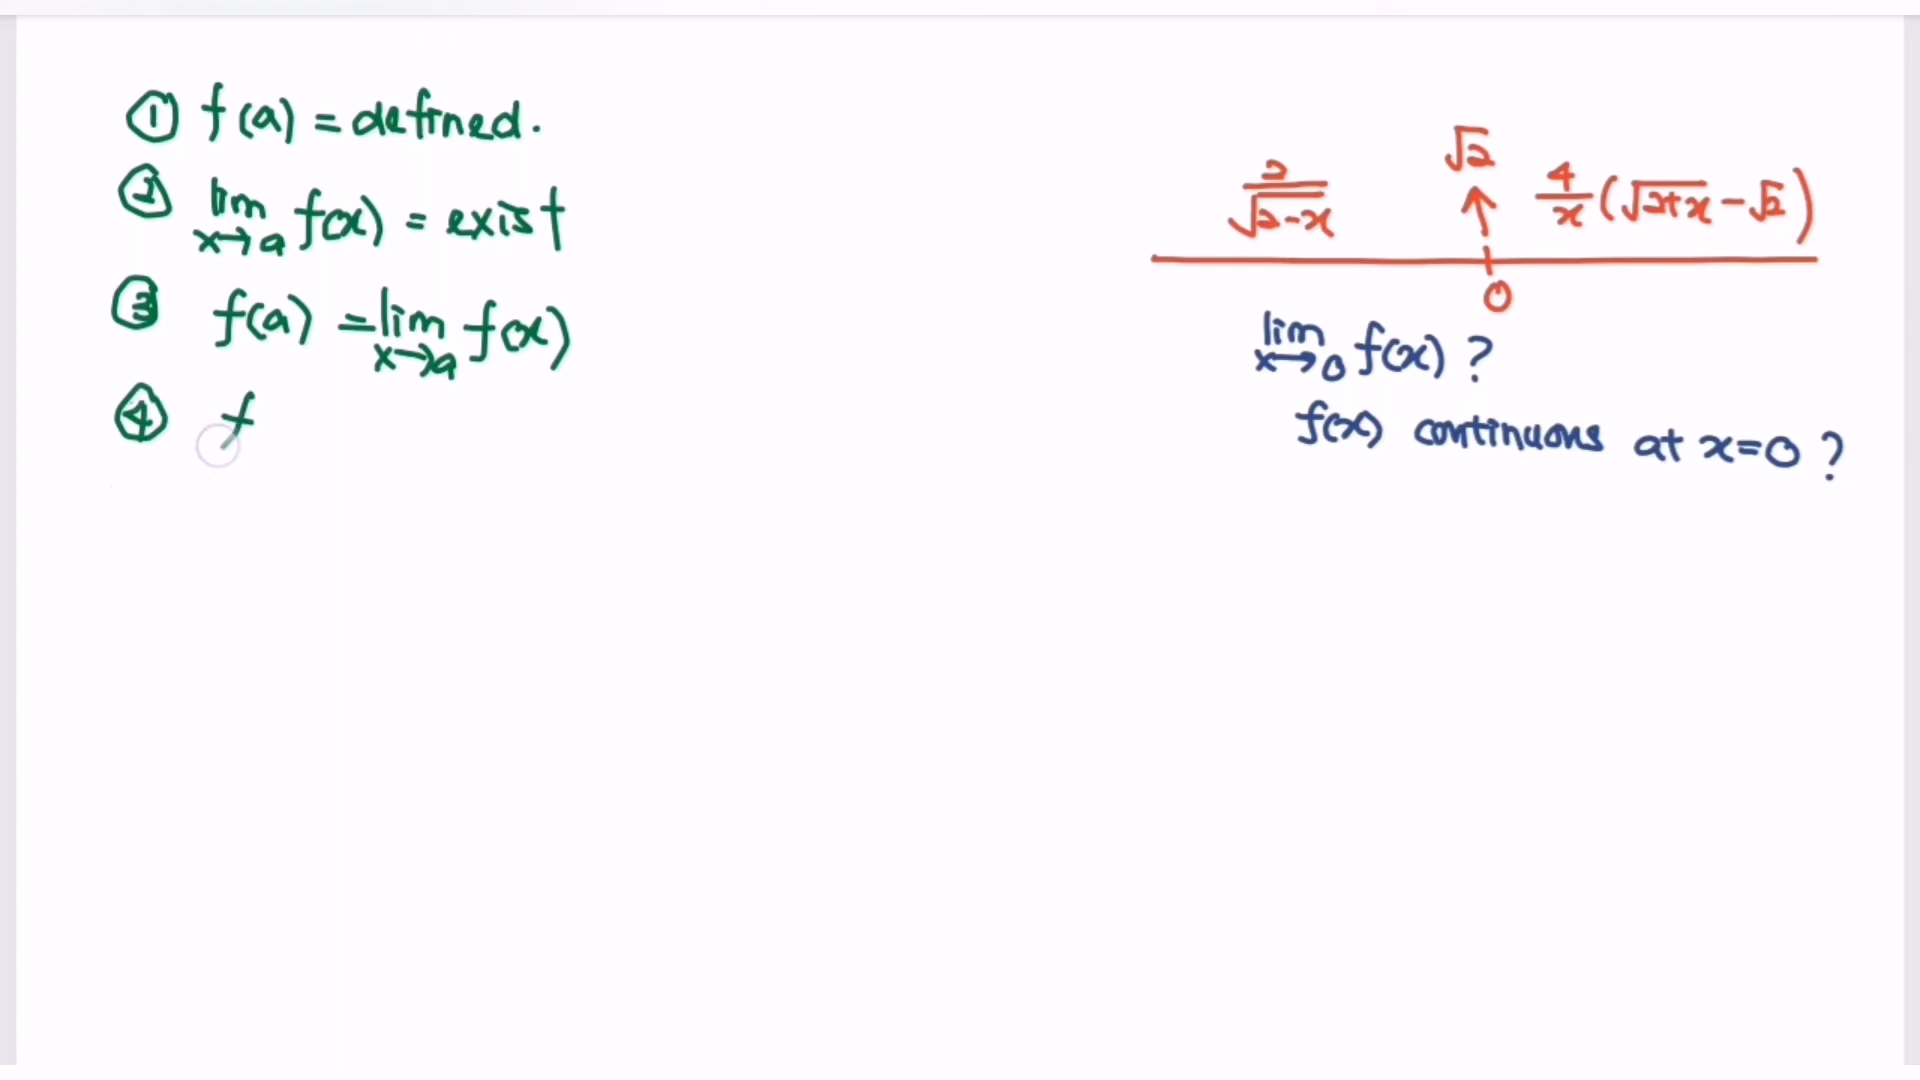 ① f(a) = defined.
② lim x→a f(x) = exist
③ f(a) = lim x→a f(x)
④ f
2/√(2-x) √2 4/x (√(2+x) - √2)
0
lim x→0 f(x) ?
f(x) continuous at x=0 ?